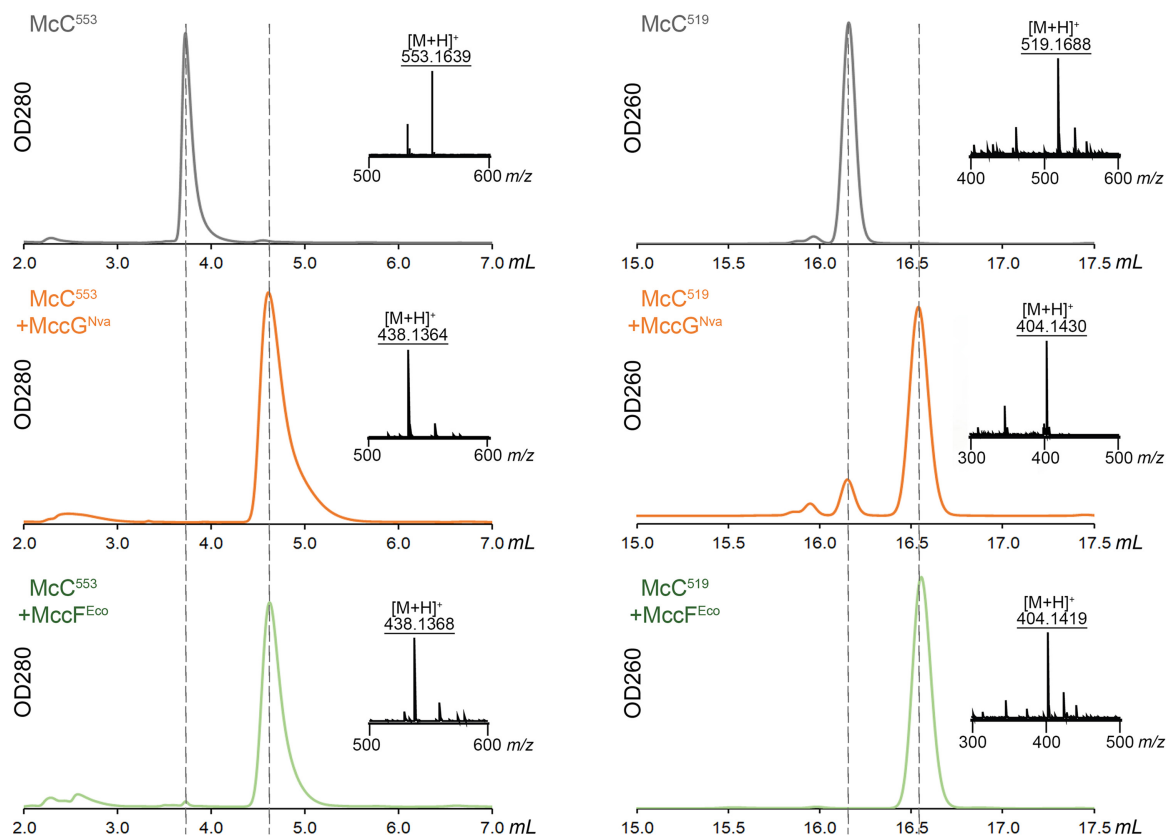 McC⁵⁵³
[M+H]⁺
553.1639
OD280
500 600 m/z
2.0 3.0 4.0 5.0 6.0 7.0 mL
McC⁵¹⁹
[M+H]⁺
519.1688
OD260
400 500 600 m/z
15.0 15.5 16.0 16.5 17.0 17.5 mL
McC⁵⁵³
+MccGᴺᵛᵃ
[M+H]⁺
438.1364
OD280
500 600 m/z
2.0 3.0 4.0 5.0 6.0 7.0 mL
McC⁵¹⁹
+MccGᴺᵛᵃ
[M+H]⁺
404.1430
OD260
300 400 500 m/z
15.0 15.5 16.0 16.5 17.0 17.5 mL
McC⁵⁵³
+MccFᴱᶜᵒ
[M+H]⁺
438.1368
OD280
500 600 m/z
2.0 3.0 4.0 5.0 6.0 7.0 mL
McC⁵¹⁹
+MccFᴱᶜᵒ
[M+H]⁺
404.1419
OD260
300 400 500 m/z
15.0 15.5 16.0 16.5 17.0 17.5 mL